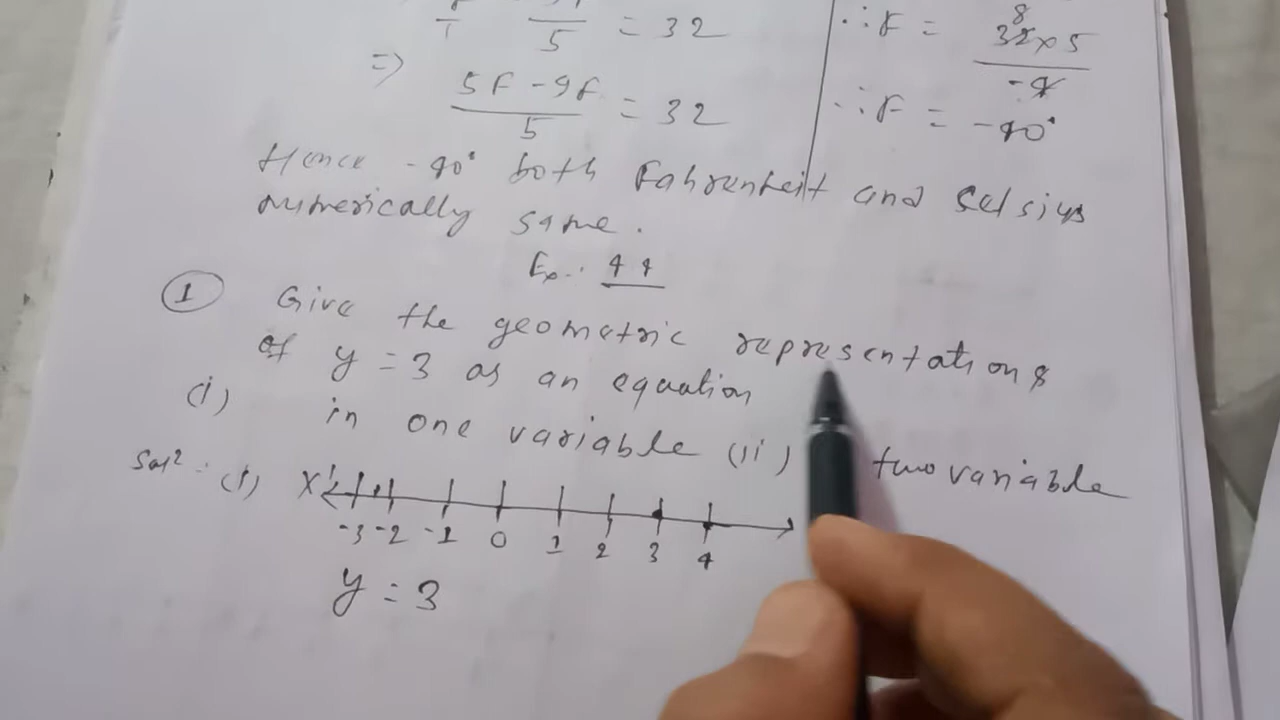 5 = 32
∴ F = 32 × 5
-4
⇒ 5F - 9F = 32
5
∴ F = -40°
Hence -40° both Fahrenheit and Selsius
numerically same.
Ex. 4 4
① Give the geometric representations
of y = 3 as an equation
(i) in one variable (ii) two variable
(i) X'
-3 -2 -1 0 1 2 3 4
y = 3